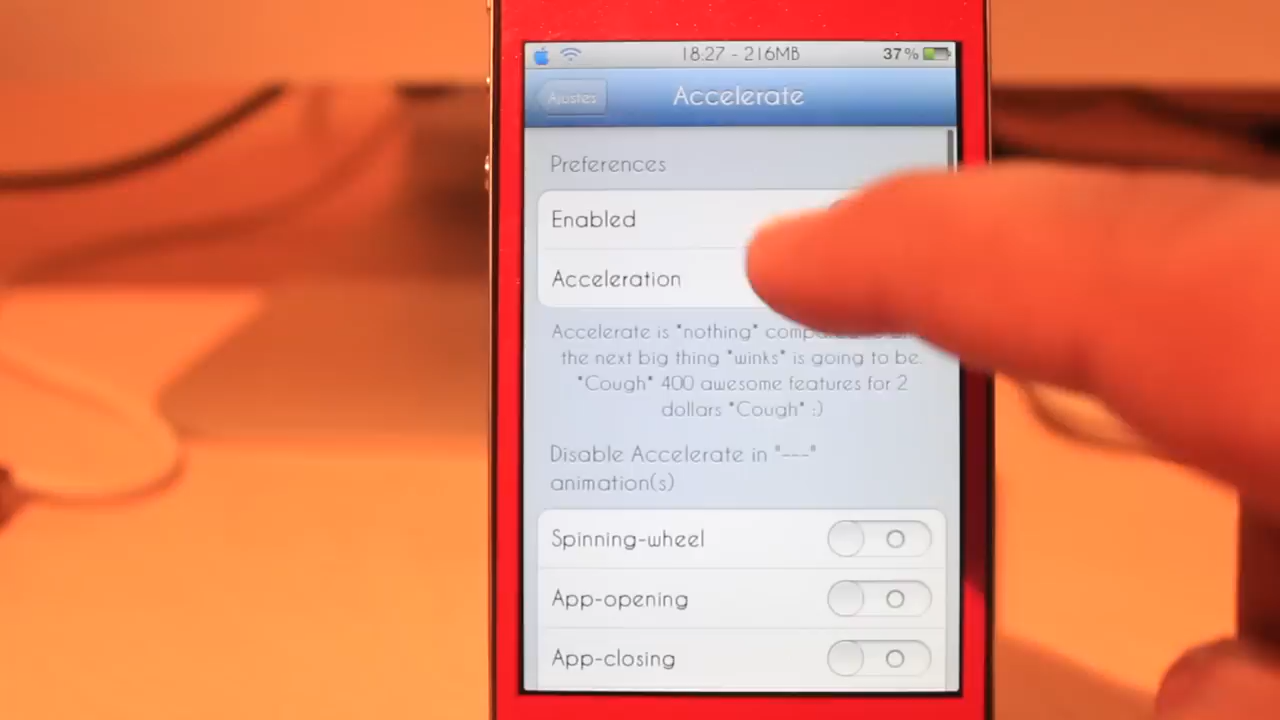 18:27 - 216MB
37%
Ajustes
Accelerate
Preferences
Enabled
Acceleration
Accelerate is *nothing*
the next big thing *winks* is going to be.
*Cough* 400 awesome features for 2
dollars *Cough* :)
Disable Accelerate in "---"
animation(s)
Spinning-wheel
App-opening
App-closing